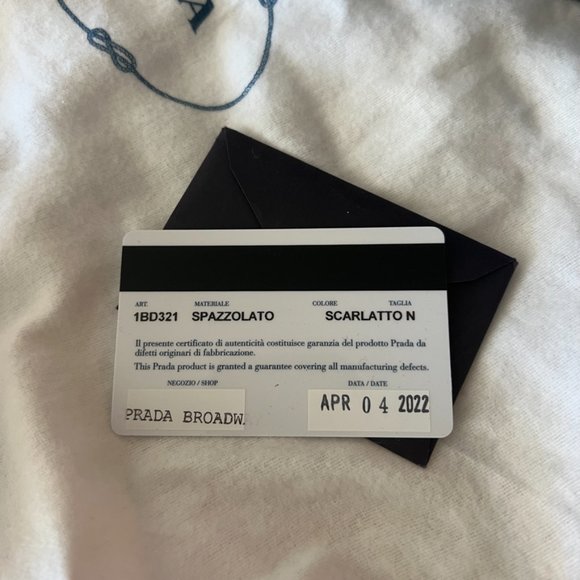 A
ART. MATERIALE COLORE TAGLIA
1BD321 SPAZZOLATO SCARLATTO N
Il presente certificato di autenticità costituisce garanzia del prodotto Prada da
difetti originari di fabbricazione.
This Prada product is granted a guarantee covering all manufacturing defects.
NEGOZIO / SHOP DATA / DATE
PRADA BROADW APR 04 2022